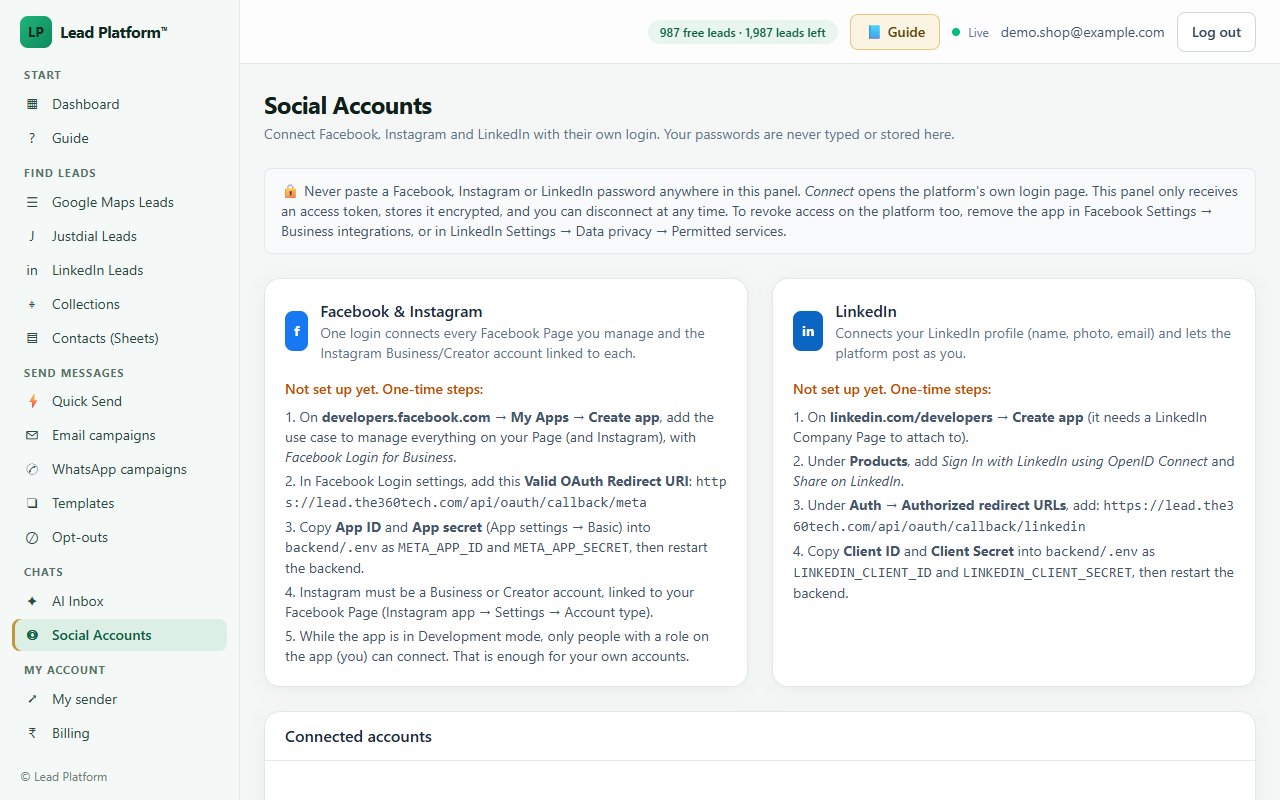 LP Lead Platform™
START
Dashboard
? Guide
FIND LEADS
Google Maps Leads
J Justdial Leads
in LinkedIn Leads
Collections
Contacts (Sheets)
SEND MESSAGES
Quick Send
Email campaigns
WhatsApp campaigns
Templates
Opt-outs
CHATS
AI Inbox
Social Accounts
MY ACCOUNT
My sender
₹ Billing
© Lead Platform
987 free leads · 1,987 leads left
Guide
Live
demo.shop@example.com
Log out
Social Accounts
Connect Facebook, Instagram and LinkedIn with their own login. Your passwords are never typed or stored here.
Never paste a Facebook, Instagram or LinkedIn password anywhere in this panel. Connect opens the platform's own login page. This panel only receives
an access token, stores it encrypted, and you can disconnect at any time. To revoke access on the platform too, remove the app in Facebook Settings →
Business integrations, or in LinkedIn Settings → Data privacy → Permitted services.
f
Facebook & Instagram
One login connects every Facebook Page you manage and the
Instagram Business/Creator account linked to each.
Not set up yet. One-time steps:
1. On developers.facebook.com → My Apps → Create app, add the
use case to manage everything on your Page (and Instagram), with
Facebook Login for Business.
2. In Facebook Login settings, add this Valid OAuth Redirect URI: http
s://lead.the360tech.com/api/oauth/callback/meta
3. Copy App ID and App secret (App settings → Basic) into
backend/.env as META_APP_ID and META_APP_SECRET, then restart
the backend.
4. Instagram must be a Business or Creator account, linked to your
Facebook Page (Instagram app → Settings → Account type).
5. While the app is in Development mode, only people with a role on
the app (you) can connect. That is enough for your own accounts.
in
LinkedIn
Connects your LinkedIn profile (name, photo, email) and lets the
platform post as you.
Not set up yet. One-time steps:
1. On linkedin.com/developers → Create app (it needs a LinkedIn
Company Page to attach to).
2. Under Products, add Sign In with LinkedIn using OpenID Connect and
Share on LinkedIn.
3. Under Auth → Authorized redirect URLs, add: https://lead.the3
60tech.com/api/oauth/callback/linkedin
4. Copy Client ID and Client Secret into backend/.env as
LINKEDIN_CLIENT_ID and LINKEDIN_CLIENT_SECRET, then restart the
backend.
Connected accounts